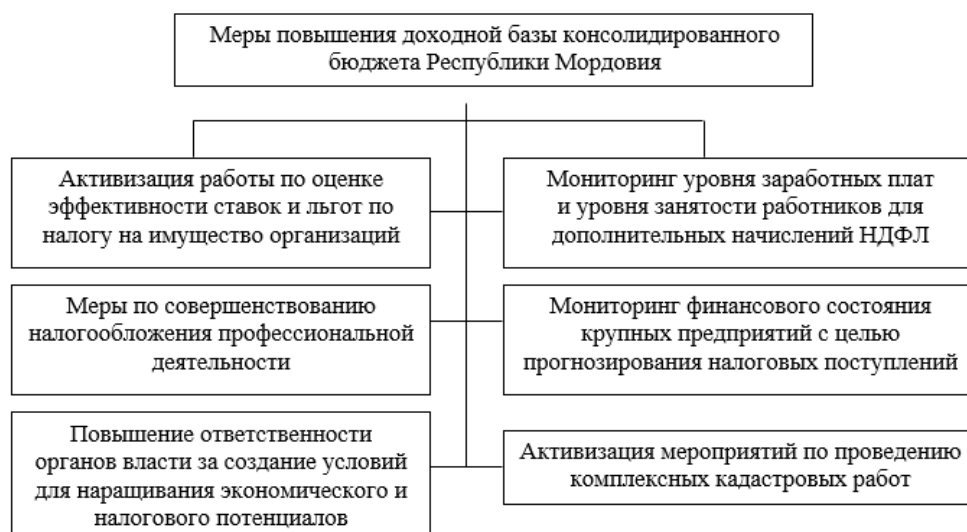 Меры повышения доходной базы консолидированного
бюджета Республики Мордовия
Активизация работы по оценке
эффективности ставок и льгот по
налогу на имущество организаций
Мониторинг уровня заработных плат
и уровня занятости работников для
дополнительных начислений НДФЛ
Меры по совершенствованию
налогообложения профессиональной
деятельности
Мониторинг финансового состояния
крупных предприятий с целью
прогнозирования налоговых поступлений
Повышение ответственности
органов власти за создание условий
для наращивания экономического и
налогового потенциалов
Активизация мероприятий по проведению
комплексных кадастровых работ